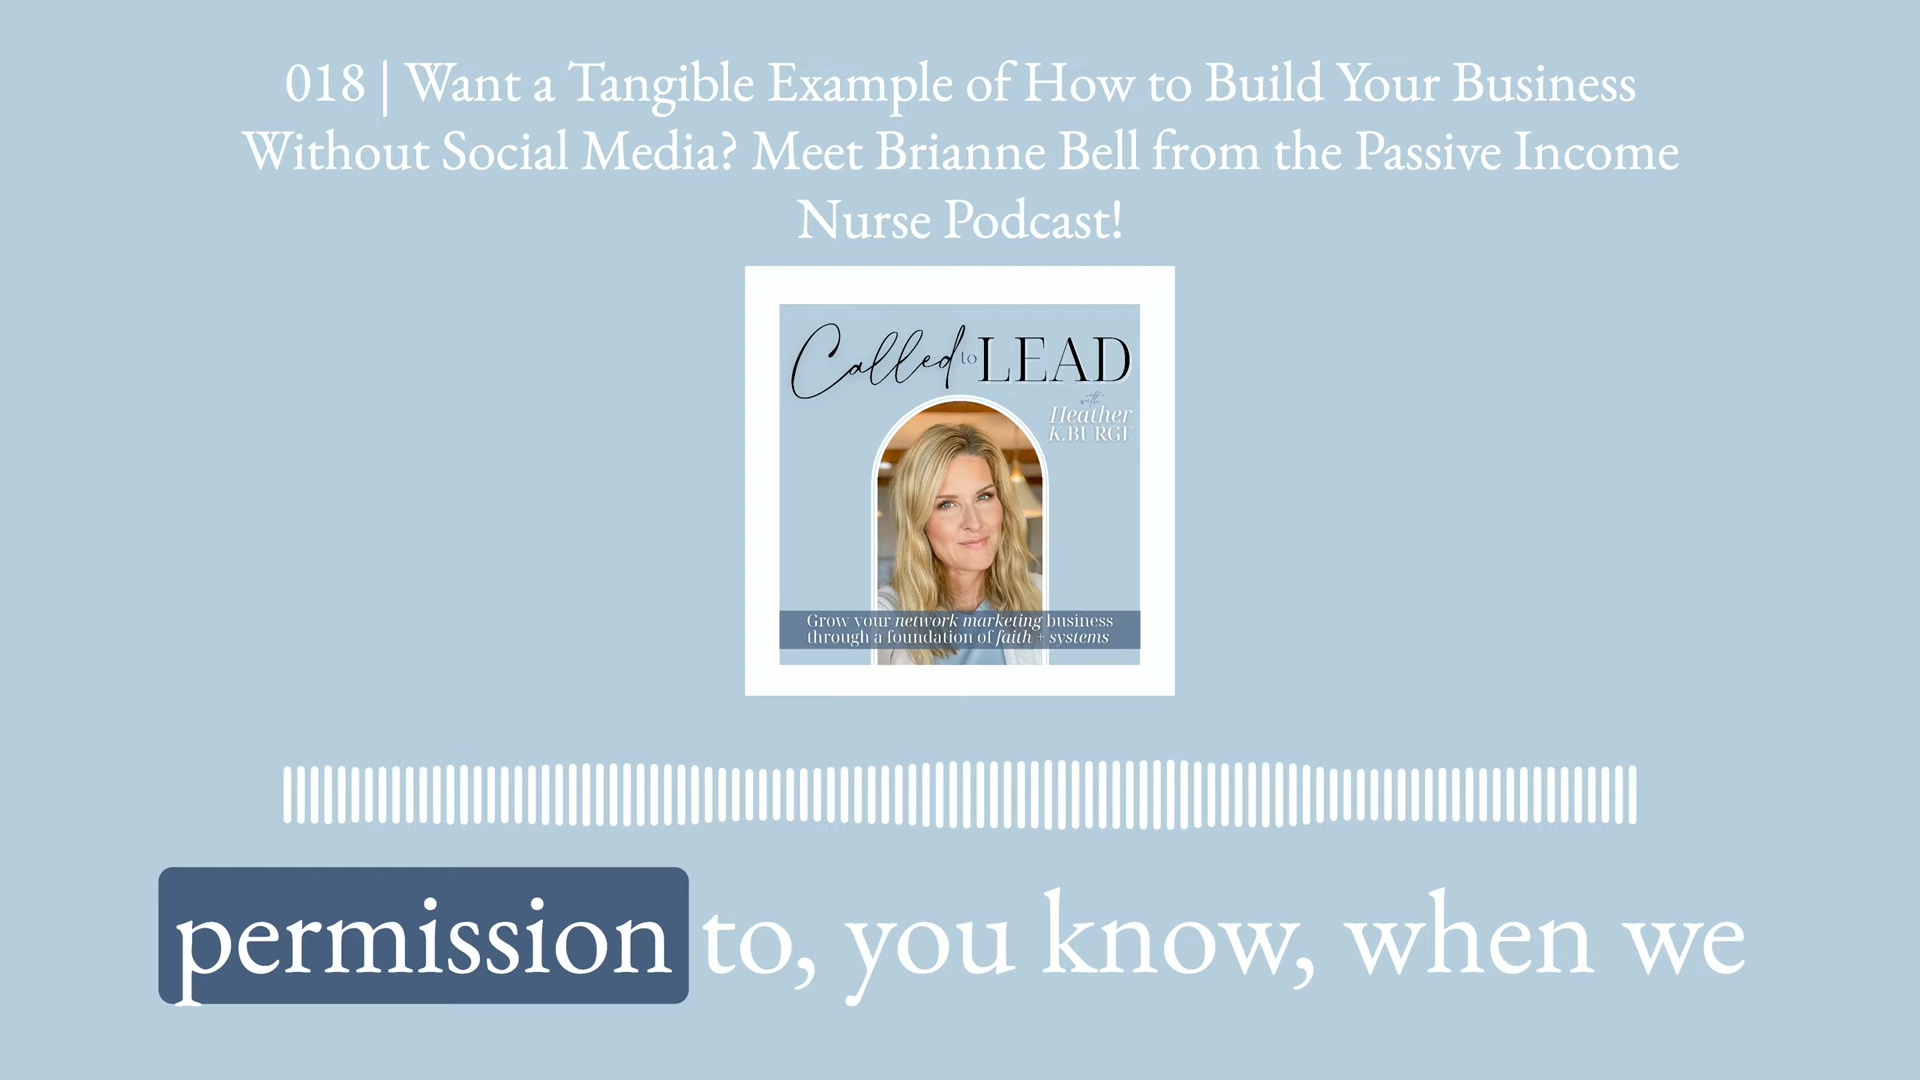 018 | Want a Tangible Example of How to Build Your Business
Without Social Media? Meet Brianne Bell from the Passive Income
Nurse Podcast!
Called to LEAD
with
Heather
K.BURGE
Grow your network marketing business
through a foundation of faith + systems
permission to, you know, when we